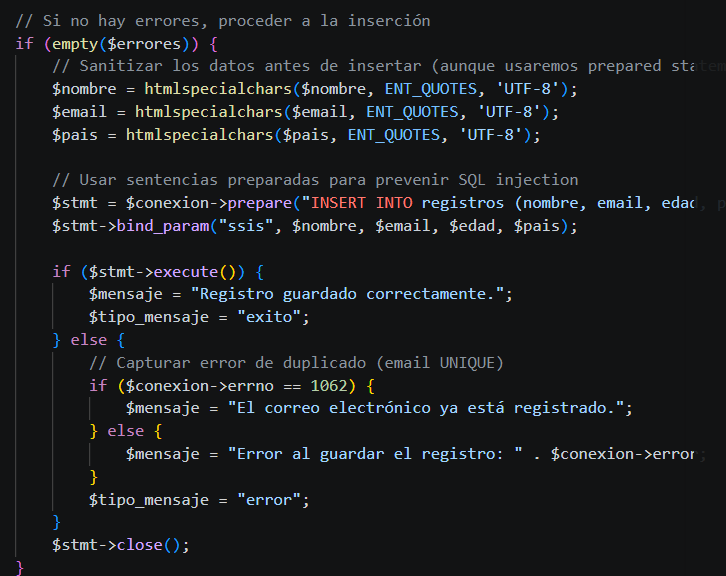 // Si no hay errores, proceder a la inserción
if (empty($errores)) {
// Sanitizar los datos antes de insertar (aunque usaremos prepared
$nombre = htmlspecialchars($nombre, ENT_QUOTES, 'UTF-8');
$email = htmlspecialchars($email, ENT_QUOTES, 'UTF-8');
$pais = htmlspecialchars($pais, ENT_QUOTES, 'UTF-8');
// Usar sentencias preparadas para prevenir SQL injection
$stmt = $conexion->prepare("INSERT INTO registros (nombre, email, edad,
$stmt->bind_param("ssis", $nombre, $email, $edad, $pais);
if ($stmt->execute()) {
$mensaje = "Registro guardado correctamente.";
$tipo_mensaje = "exito";
} else {
// Capturar error de duplicado (email UNIQUE)
if ($conexion->errno == 1062) {
$mensaje = "El correo electrónico ya está registrado.";
} else {
$mensaje = "Error al guardar el registro: " . $conexion->error;
}
$tipo_mensaje = "error";
}
$stmt->close();
}